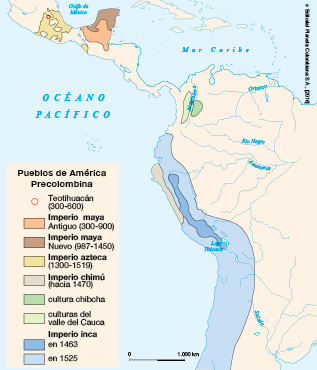 Golfo de
México
© Editorial Planeta Colombiana S.A., (2016)
Mar Caribe
OCÉANO
PACÍFICO
Magdalena
Orinoco
Río Negro
Amazonas
Lago
Titicaca
Pueblos de América
Precolombina
Teotihuacán
(300-600)
Imperio maya
Antiguo (300-900)
Imperio maya
Nuevo (987-1450)
Imperio azteca
(1300-1519)
Imperio chimú
(hacia 1470)
cultura chibcha
culturas del
valle del Cauca
Imperio inca
en 1463
en 1525
0
1.000 km